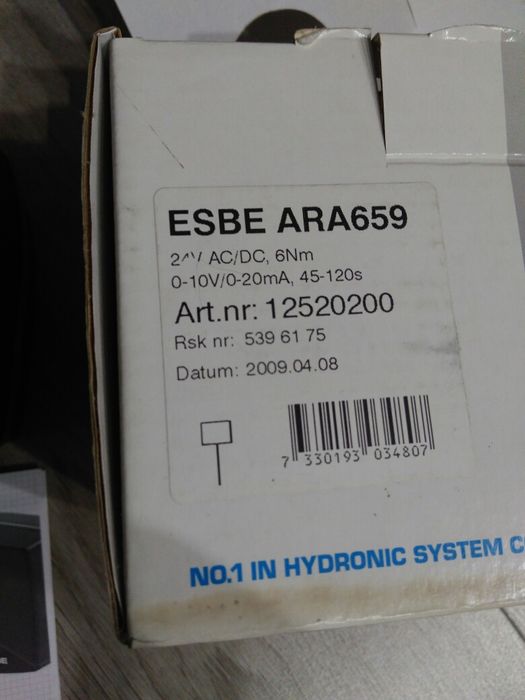 ESBE ARA659
24V AC/DC, 6Nm
0-10V/0-20mA, 45-120s
Art.nr: 12520200
Rsk nr: 539 61 75
Datum: 2009.04.08
7 330193 034807
NO.1 IN HYDRONIC SYSTEM